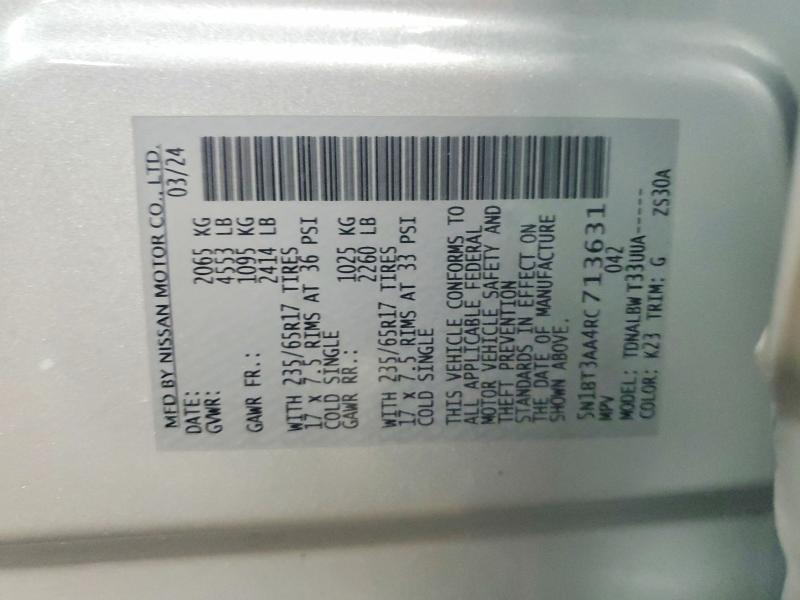 MFD BY NISSAN MOTOR CO., LTD.
DATE: 03/24
GVWR: 2065 KG
4553 LB
GAWR FR.: 1095 KG
2414 LB
WITH 235/65R17 TIRES
17 X 7.5 RIMS AT 36 PSI
COLD SINGLE
GAWR RR.: 1025 KG
2260 LB
WITH 235/65R17 TIRES
17 X 7.5 RIMS AT 33 PSI
COLD SINGLE
THIS VEHICLE CONFORMS TO
ALL APPLICABLE FEDERAL
MOTOR VEHICLE SAFETY AND
THEFT PREVENTION
STANDARDS IN EFFECT ON
THE DATE OF MANUFACTURE
SHOWN ABOVE.
5N1BT3AA4RC713631
MPV 042
MODEL: TDNALBWT33UUA-----
COLOR: K23 TRIM: G ZS30A